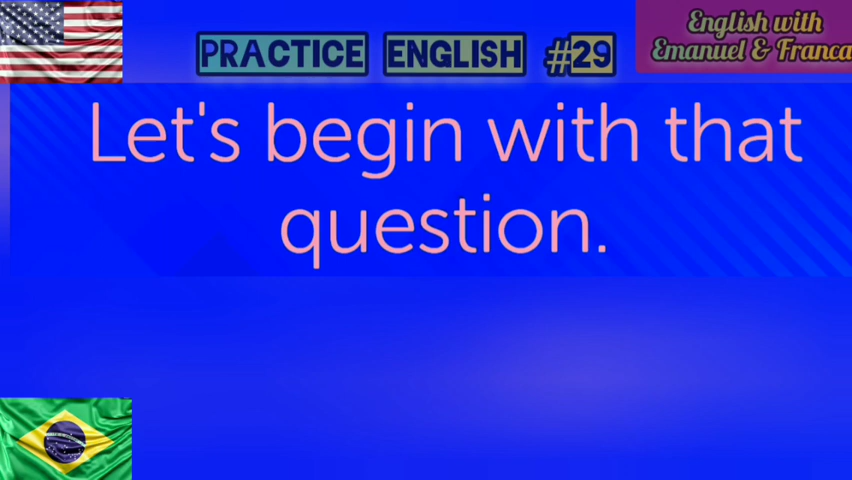 English with
PRACTICE ENGLISH #29
Emanuel & Franca
Let's begin with that
question.